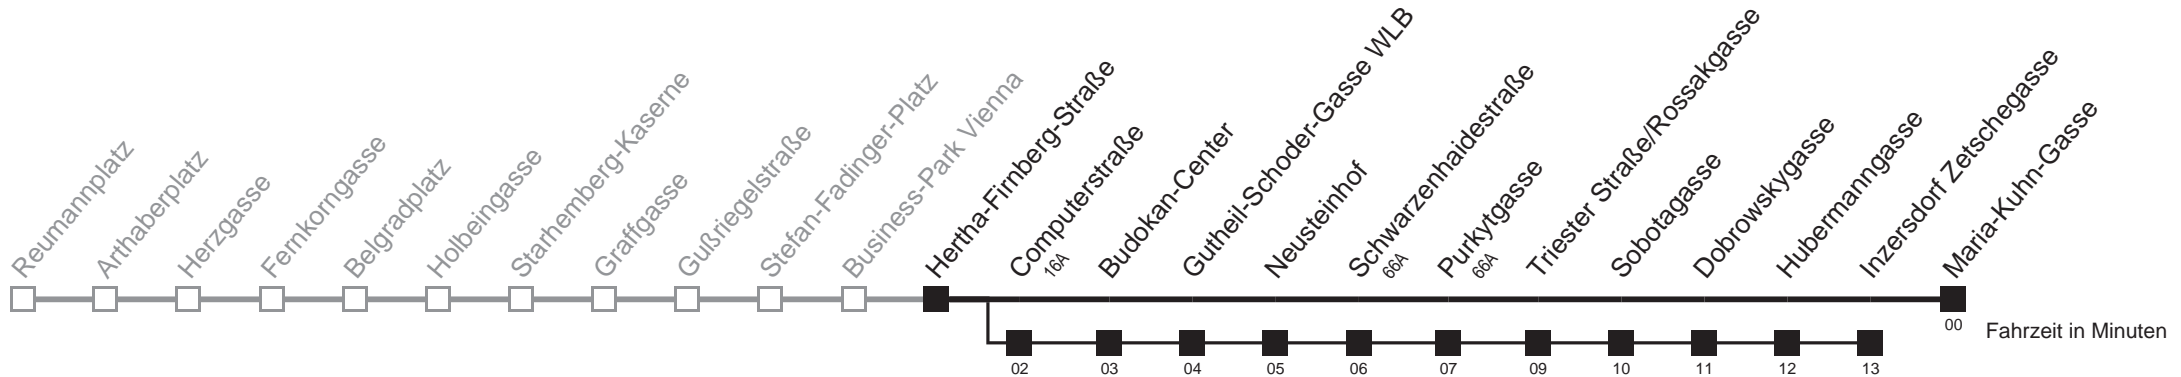 Reumannplatz
Arthaberplatz
Herzgasse
Fernkorngasse
Belgradplatz
Holbeingasse
Starhemberg-Kaserne
Graffgasse
Gußriegelstraße
Stefan-Fadinger-Platz
Business-Park Vienna
Hertha-Firnberg-Straße
Computerstraße
16A
Budokan-Center
Gutheil-Schoder-Gasse WLB
Neusteinhof
Schwarzenhaidestraße
66A
Purkytgasse
66A
Triester Straße/Rossakgasse
Sobotagasse
Dobrowskygasse
Hubermanngasse
Inzersdorf Zetschegasse
Maria-Kuhn-Gasse
00
Fahrzeit in Minuten
02 03 04 05 06 07 09 10 11 12 13